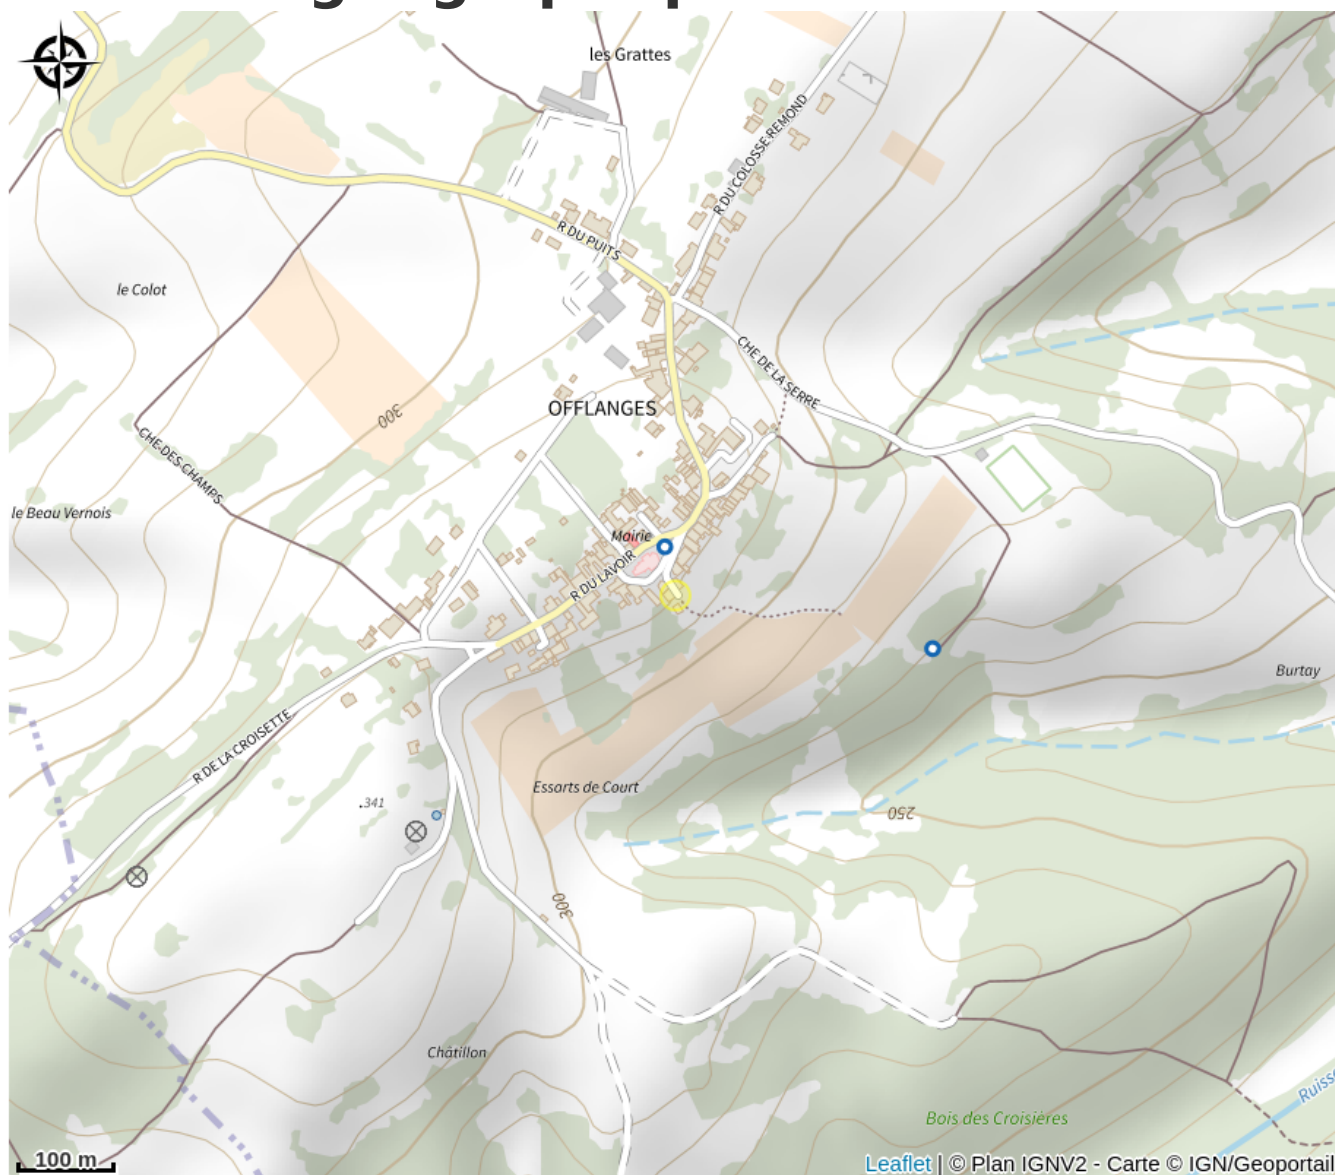 les Grattes
R DU COLOSSE REMOND
R DU PUITS
le Colot
CHE DE LA SERRE
OFFLANGES
300
CHE DES CHAMPS
le Beau Vernois
Mairie
R DU LAVOIR
Burtay
R DE LA CROISETTE
Essarts de Court
.341
250
300
Châtillon
Bois des Croisières
100 m
Leaflet | © Plan IGNV2 - Carte © IGN/Geoportail